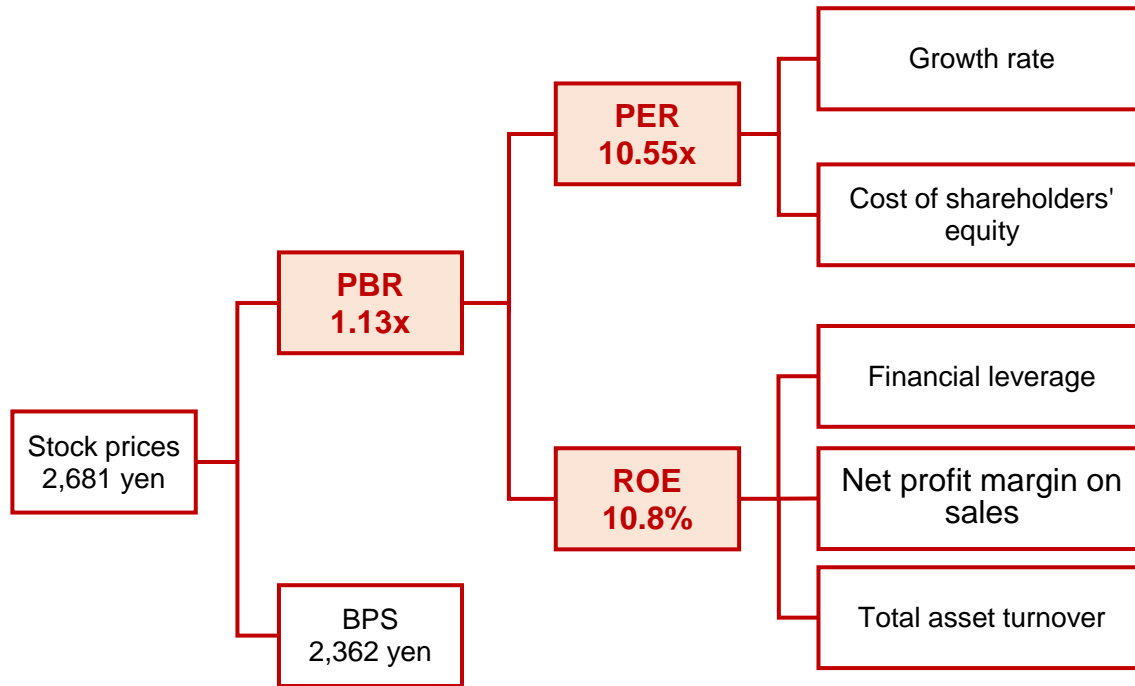 Stock prices
2,681 yen
PBR
1.13x
BPS
2,362 yen
PER
10.55x
ROE
10.8%
Growth rate
Cost of shareholders'
equity
Financial leverage
Net profit margin on
sales
Total asset turnover